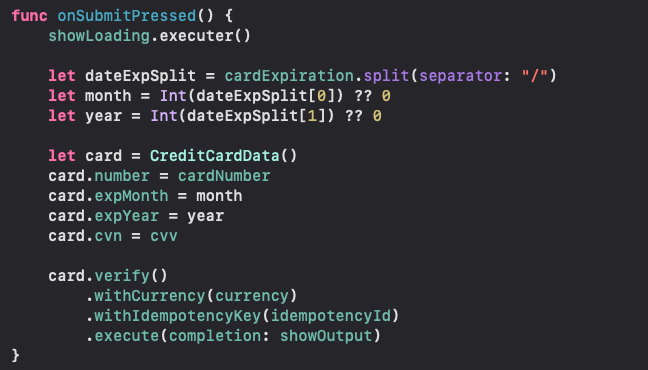 func onSubmitPressed() {
    showLoading.executer()

    let dateExpSplit = cardExpiration.split(separator: "/")
    let month = Int(dateExpSplit[0]) ?? 0
    let year = Int(dateExpSplit[1]) ?? 0

    let card = CreditCardData()
    card.number = cardNumber
    card.expMonth = month
    card.expYear = year
    card.cvn = cvv

    card.verify()
        .withCurrency(currency)
        .withIdempotencyKey(idempotencyId)
        .execute(completion: showOutput)
}